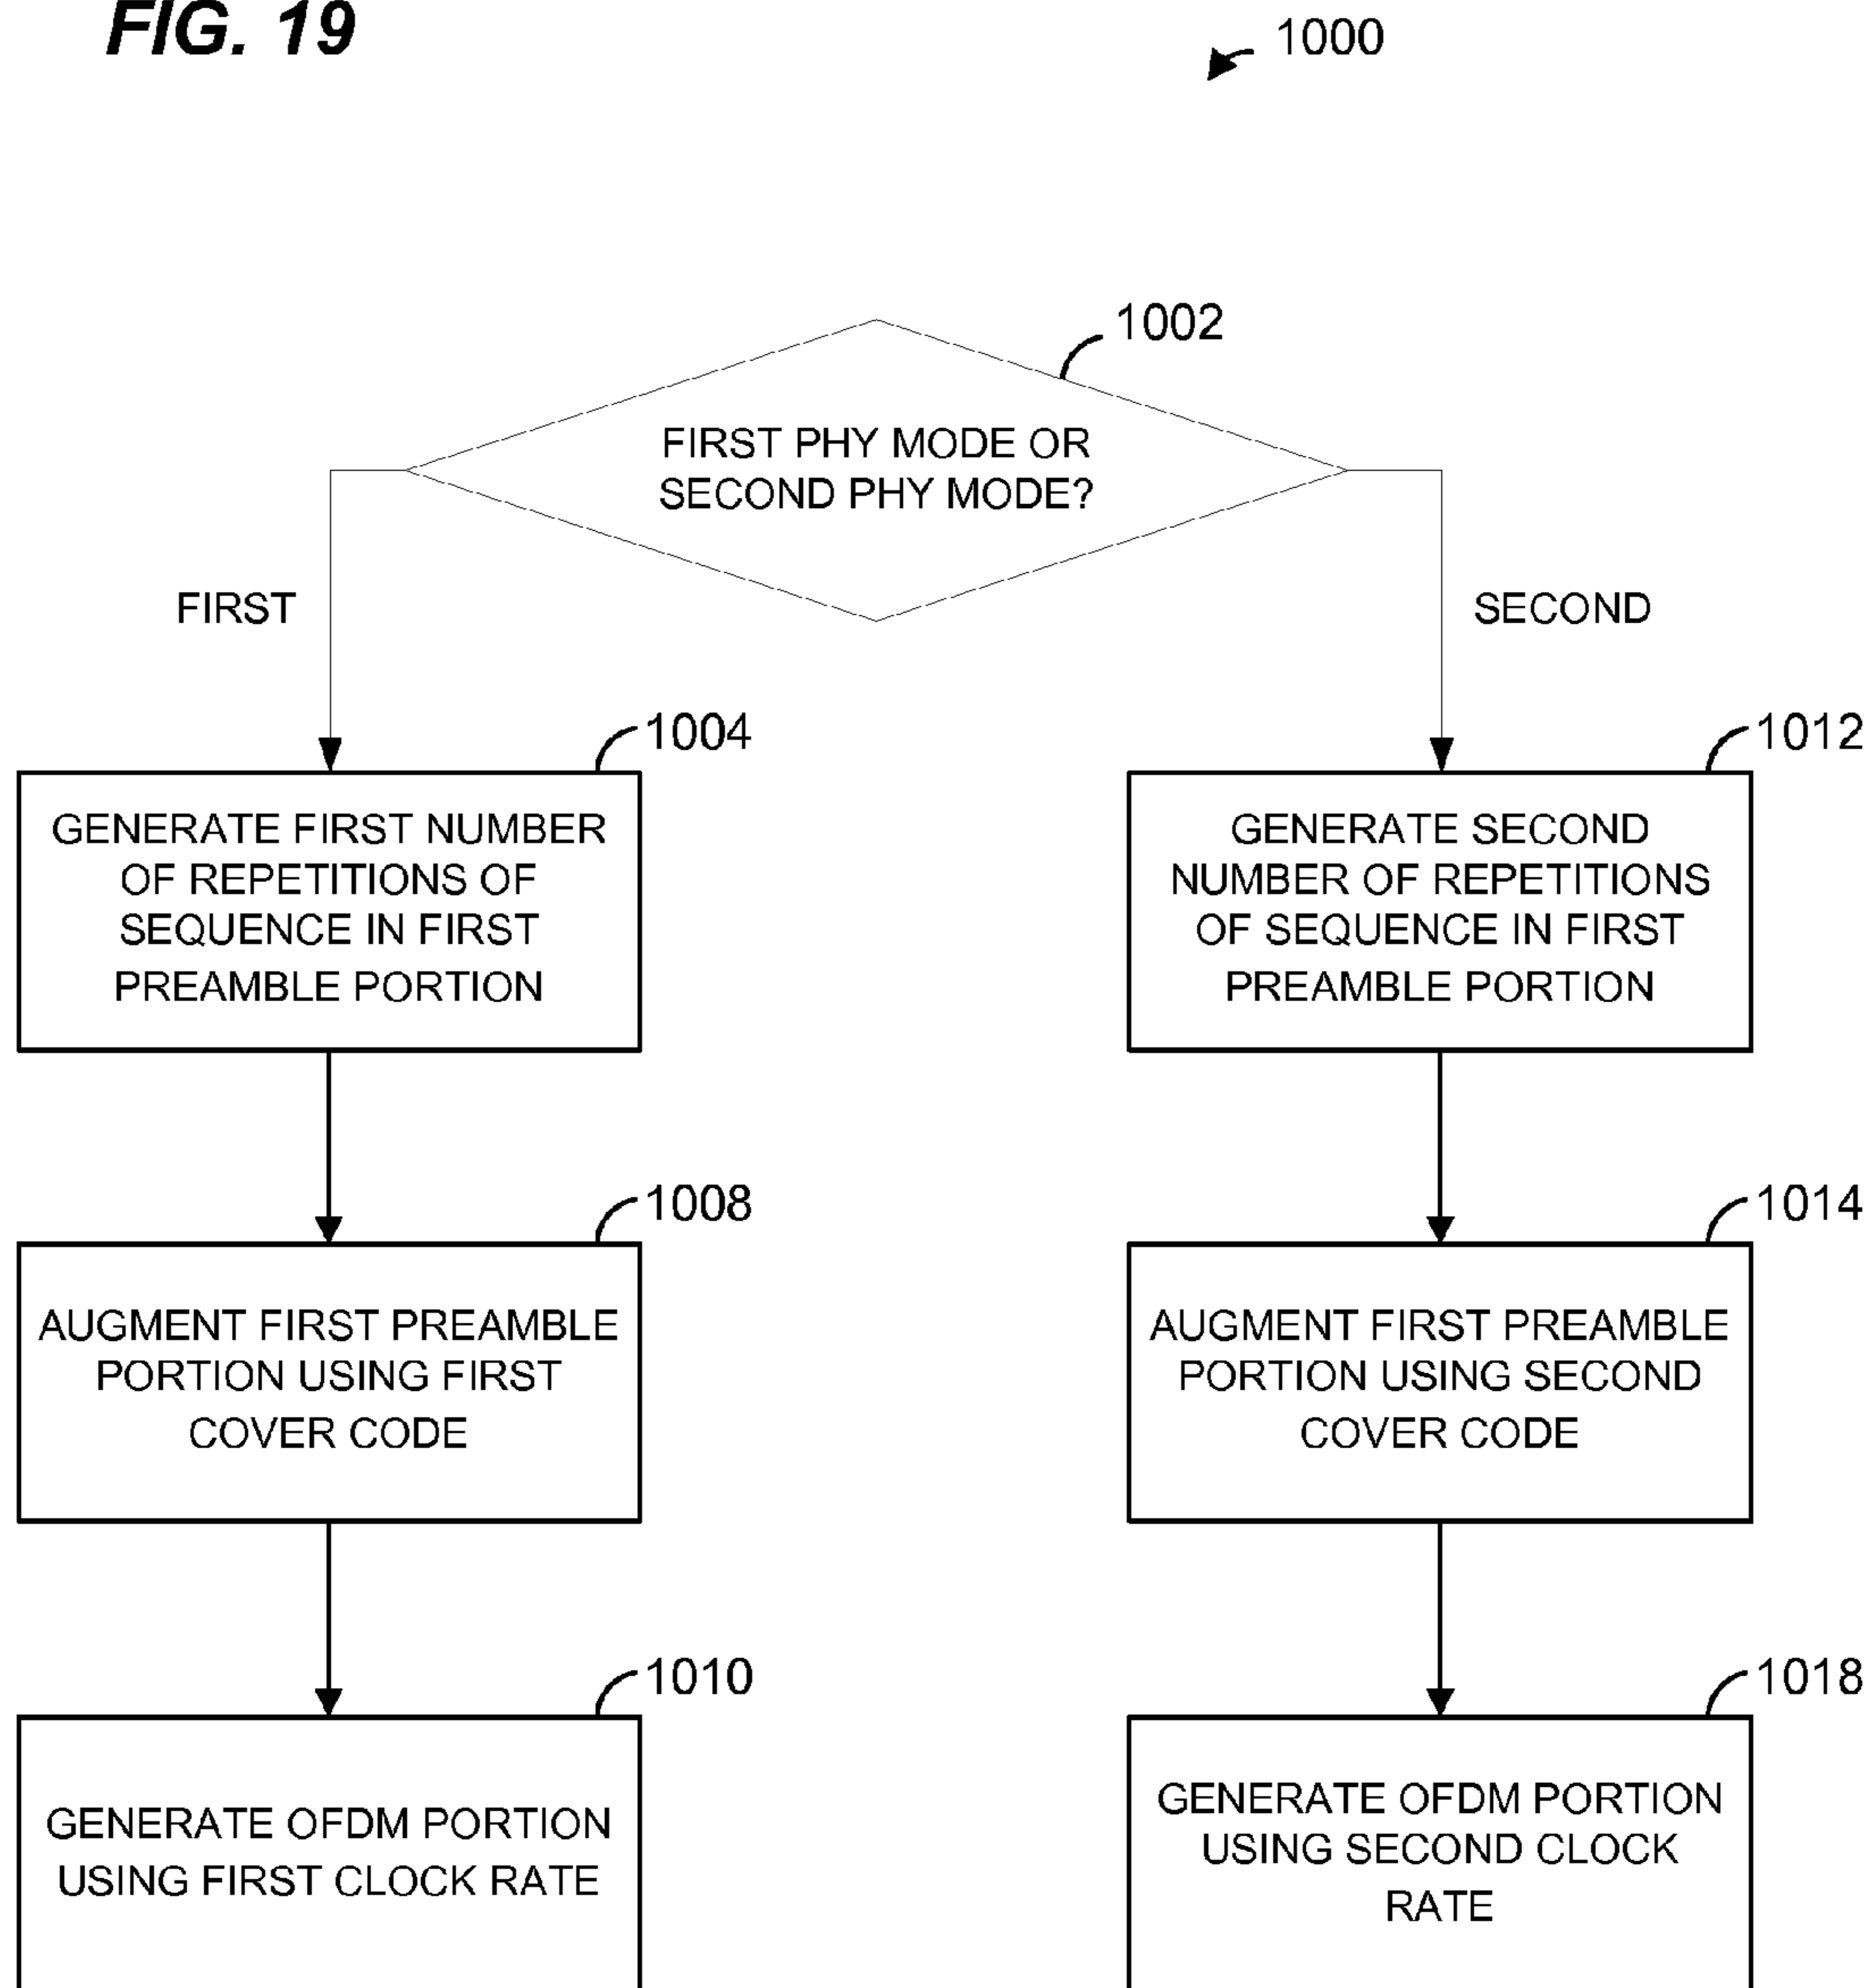 FIG. 19
1000
1002
FIRST PHY MODE OR
SECOND PHY MODE?
FIRST
SECOND
1004
GENERATE FIRST NUMBER
OF REPETITIONS OF
SEQUENCE IN FIRST
PREAMBLE PORTION
1012
GENERATE SECOND
NUMBER OF REPETITIONS
OF SEQUENCE IN FIRST
PREAMBLE PORTION
1008
AUGMENT FIRST PREAMBLE
PORTION USING FIRST
COVER CODE
1014
AUGMENT FIRST PREAMBLE
PORTION USING SECOND
COVER CODE
1010
GENERATE OFDM PORTION
USING FIRST CLOCK RATE
1018
GENERATE OFDM PORTION
USING SECOND CLOCK
RATE